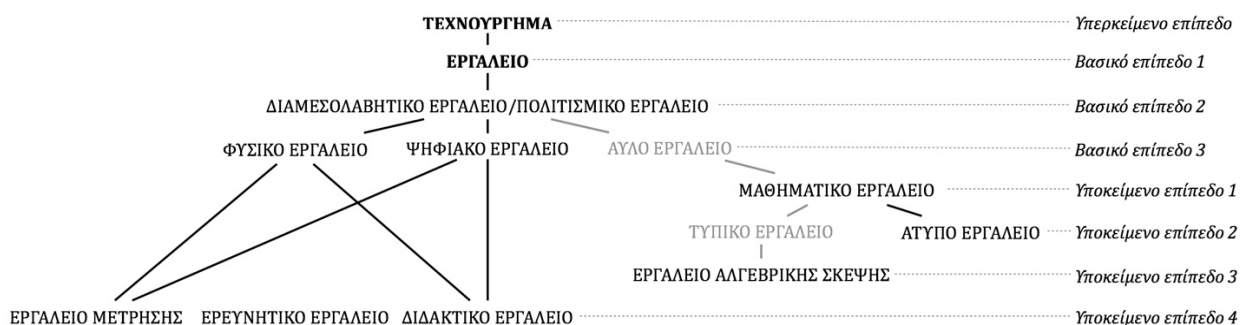 ΤΕΧΝΟΥΡΓΗΜΑ Υπερκείμενο επίπεδο
ΕΡΓΑΛΕΙΟ Βασικό επίπεδο 1
ΔΙΑΜΕΣΟΛΑΒΗΤΙΚΟ ΕΡΓΑΛΕΙΟ/ΠΟΛΙΤΙΣΜΙΚΟ ΕΡΓΑΛΕΙΟ Βασικό επίπεδο 2
ΦΥΣΙΚΟ ΕΡΓΑΛΕΙΟ ΨΗΦΙΑΚΟ ΕΡΓΑΛΕΙΟ ΑΥΛΟ ΕΡΓΑΛΕΙΟ Βασικό επίπεδο 3
ΜΑΘΗΜΑΤΙΚΟ ΕΡΓΑΛΕΙΟ Υποκείμενο επίπεδο 1
ΤΥΠΙΚΟ ΕΡΓΑΛΕΙΟ ΑΤΥΠΟ ΕΡΓΑΛΕΙΟ Υποκείμενο επίπεδο 2
ΕΡΓΑΛΕΙΟ ΑΛΓΕΒΡΙΚΗΣ ΣΚΕΨΗΣ Υποκείμενο επίπεδο 3
ΕΡΓΑΛΕΙΟ ΜΕΤΡΗΣΗΣ ΕΡΕΥΝΗΤΙΚΟ ΕΡΓΑΛΕΙΟ ΔΙΔΑΚΤΙΚΟ ΕΡΓΑΛΕΙΟ Υποκείμενο επίπεδο 4